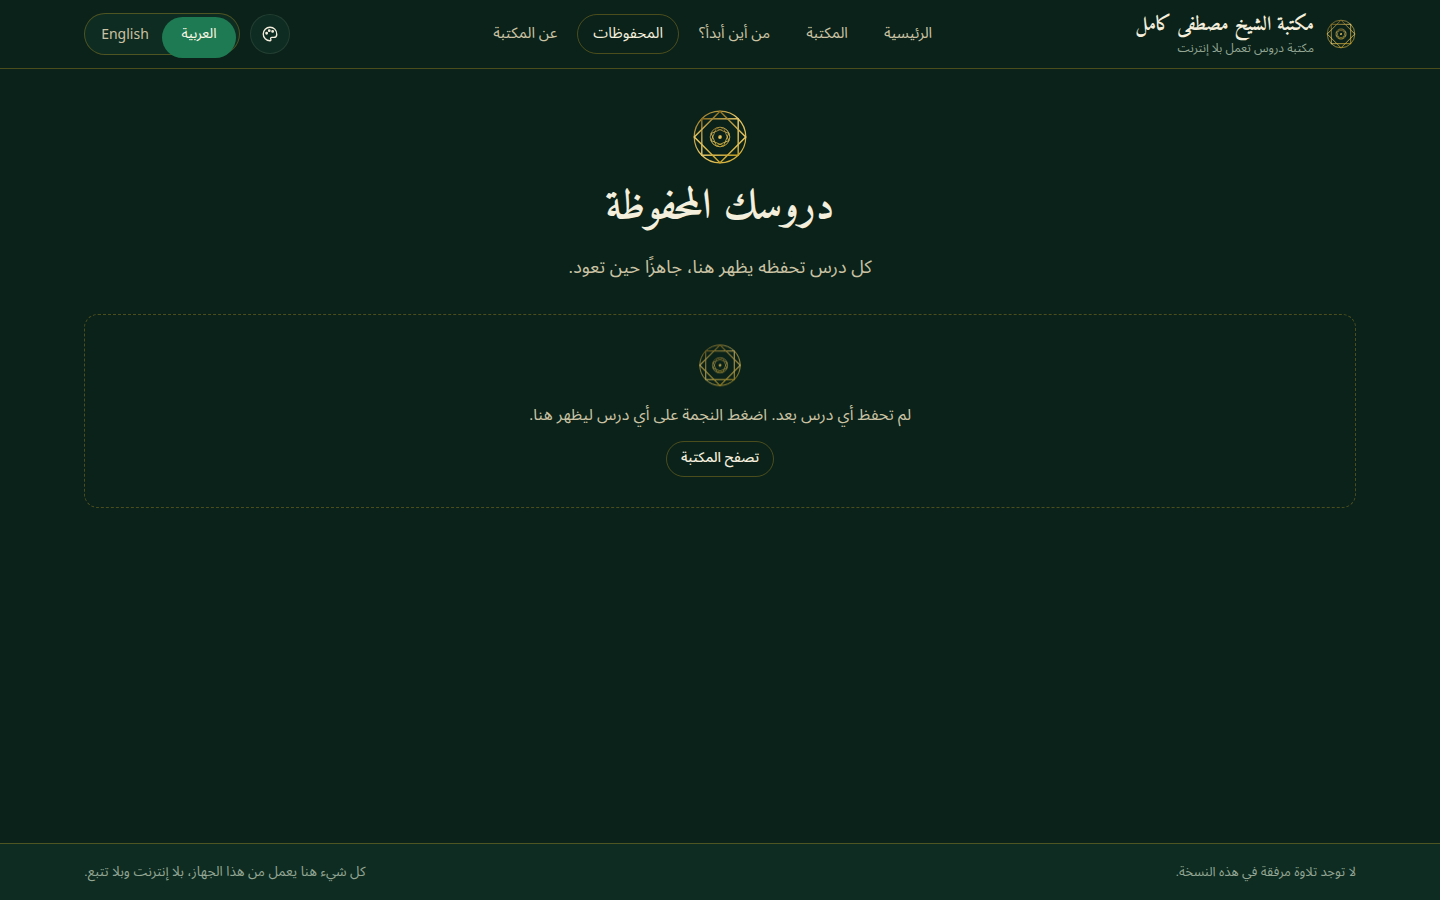 مكتبة الشيخ مصطفى كامل
مكتبة دروس تعمل بلا إنترنت
الرئيسية
المكتبة
من أين أبدأ؟
المحفوظات
عن المكتبة
العربية
English
دروسك المحفوظة
كل درس تحفظه يظهر هنا، جاهزًا حين تعود.
لم تحفظ أي درس بعد. اضغط النجمة على أي درس ليظهر هنا.
تصفح المكتبة
لا توجد تلاوة مرفقة في هذه النسخة.
كل شيء هنا يعمل من هذا الجهاز، بلا إنترنت وبلا تتبع.